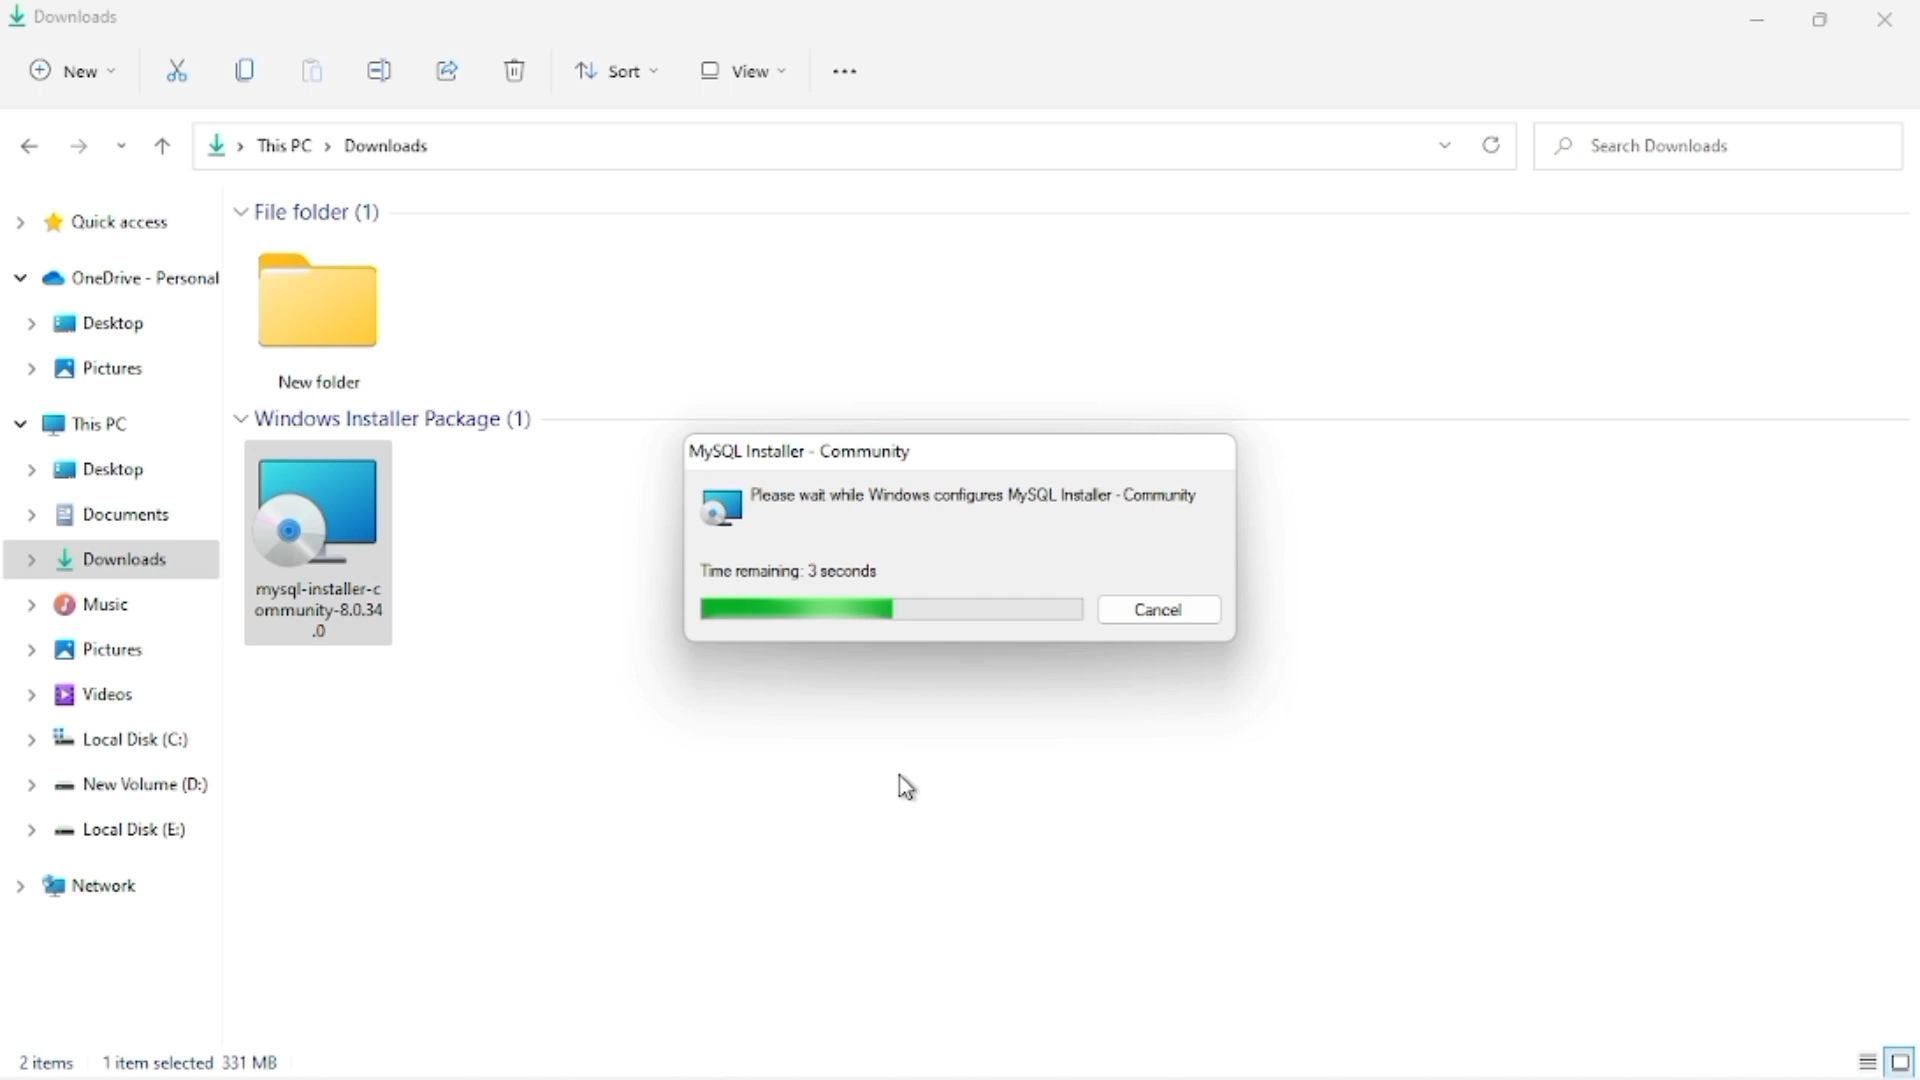 Downloads
New
Sort
View
This PC > Downloads
Search Downloads
Quick access
OneDrive - Personal
Desktop
Pictures
This PC
Desktop
Documents
Downloads
Music
Pictures
Videos
Local Disk (C:)
New Volume (D:)
Local Disk (E:)
Network
File folder (1)
New folder
Windows Installer Package (1)
mysql-installer-c
ommunity-8.0.34
.0
MySQL Installer - Community
Please wait while Windows configures MySQL Installer - Community
Time remaining: 3 seconds
Cancel
2 items 1 item selected 331 MB